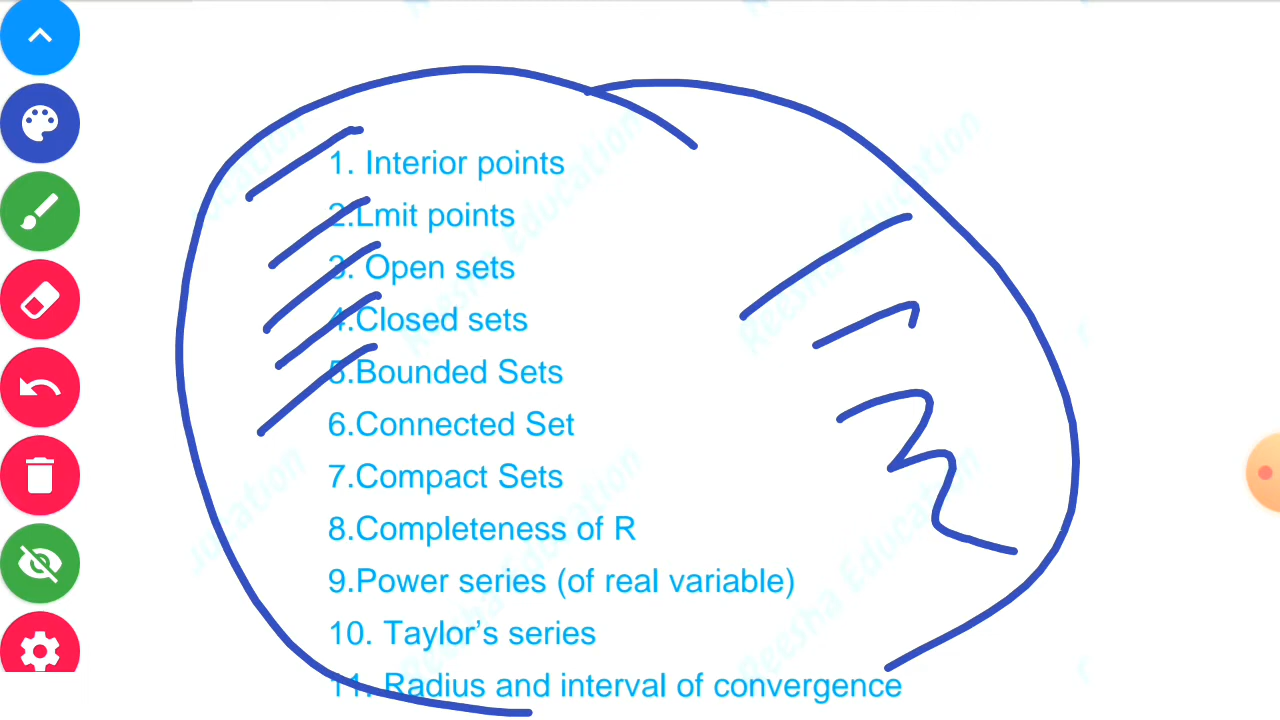 1. Interior points
2.Lmit points
3. Open sets
4.Closed sets
5.Bounded Sets
6.Connected Set
7.Compact Sets
8.Completeness of R
9.Power series (of real variable)
10. Taylor's series
11. Radius and interval of convergence
Reesha Education